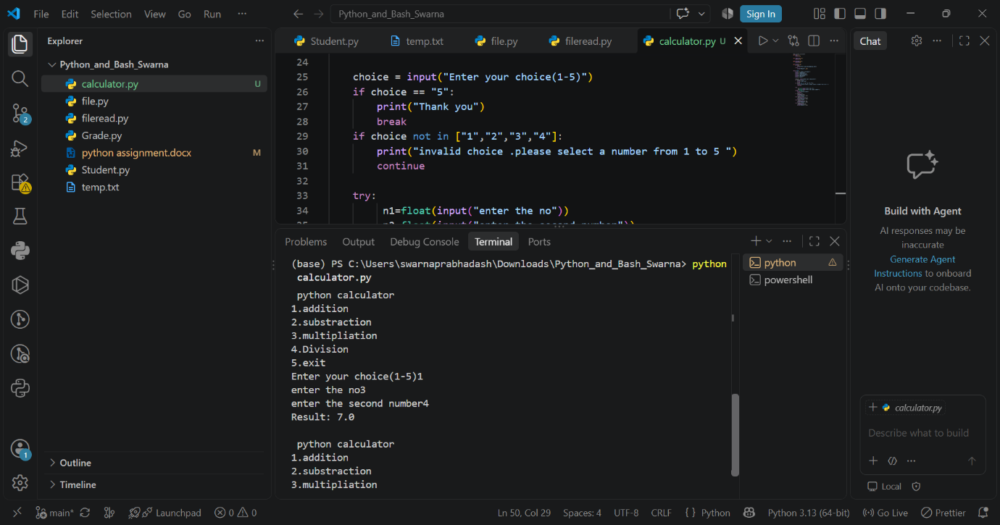 File Edit Selection View Go Run ··· Python_and_Bash_Swarna Sign In
Explorer ···
Python_and_Bash_Swarna
calculator.py U
file.py
fileread.py
Grade.py
python assignment.docx M
Student.py
temp.txt
Outline
Timeline
2
1
Student.py temp.txt file.py fileread.py calculator.py U
24
25 choice = input("Enter your choice(1-5)")
26 if choice == "5":
27 print("Thank you")
28 break
29 if choice not in ["1","2","3","4"]:
30 print("invalid choice .please select a number from 1 to 5 ")
31 continue
32
33 try:
34 n1=float(input("enter the no"))
Problems Output Debug Console Terminal Ports
(base) PS C:\Users\swarnaprabhadash\Downloads\Python_and_Bash_Swarna> python
calculator.py
python calculator
1.addition
2.substraction
3.multipliation
4.Division
5.exit
Enter your choice(1-5)1
enter the no3
enter the second number4
Result: 7.0
python calculator
1.addition
2.substraction
3.multipliation
python
powershell
Chat
Build with Agent
AI responses may be
inaccurate
Generate Agent
Instructions to onboard
AI onto your codebase.
calculator.py
Describe what to build
Local
main* Launchpad 0 0 Ln 50, Col 29 Spaces: 4 UTF-8 CRLF { } Python Python 3.13 (64-bit) Go Live Prettier